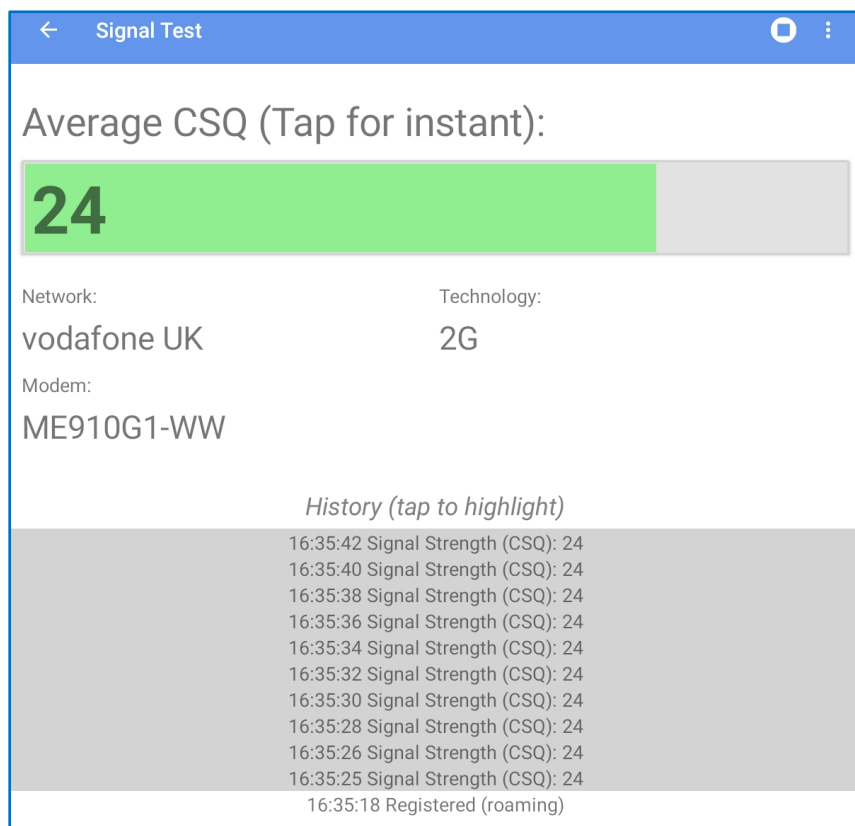 Signal Test
Average CSQ (Tap for instant):
24
Network:
Technology:
vodafone UK
2G
Modem:
ME910G1-WW
History (tap to highlight)
16:35:42 Signal Strength (CSQ): 24
16:35:40 Signal Strength (CSQ): 24
16:35:38 Signal Strength (CSQ): 24
16:35:36 Signal Strength (CSQ): 24
16:35:34 Signal Strength (CSQ): 24
16:35:32 Signal Strength (CSQ): 24
16:35:30 Signal Strength (CSQ): 24
16:35:28 Signal Strength (CSQ): 24
16:35:26 Signal Strength (CSQ): 24
16:35:25 Signal Strength (CSQ): 24
16:35:18 Registered (roaming)